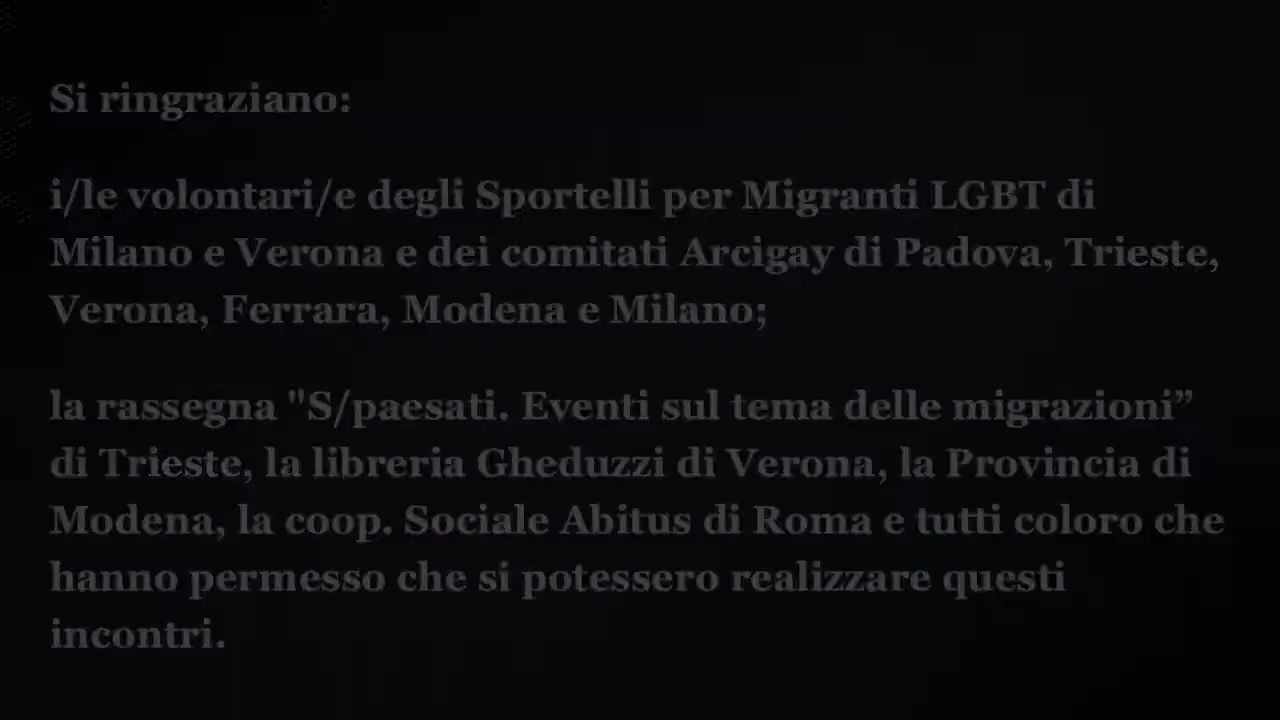 Si ringraziano:
i/le volontari/e degli Sportelli per Migranti LGBT di
Milano e Verona e dei comitati Arcigay di Padova, Trieste,
Verona, Ferrara, Modena e Milano;
la rassegna "S/paesati. Eventi sul tema delle migrazioni”
di Trieste, la libreria Gheduzzi di Verona, la Provincia di
Modena, la coop. Sociale Abitus di Roma e tutti coloro che
hanno permesso che si potessero realizzare questi
incontri.